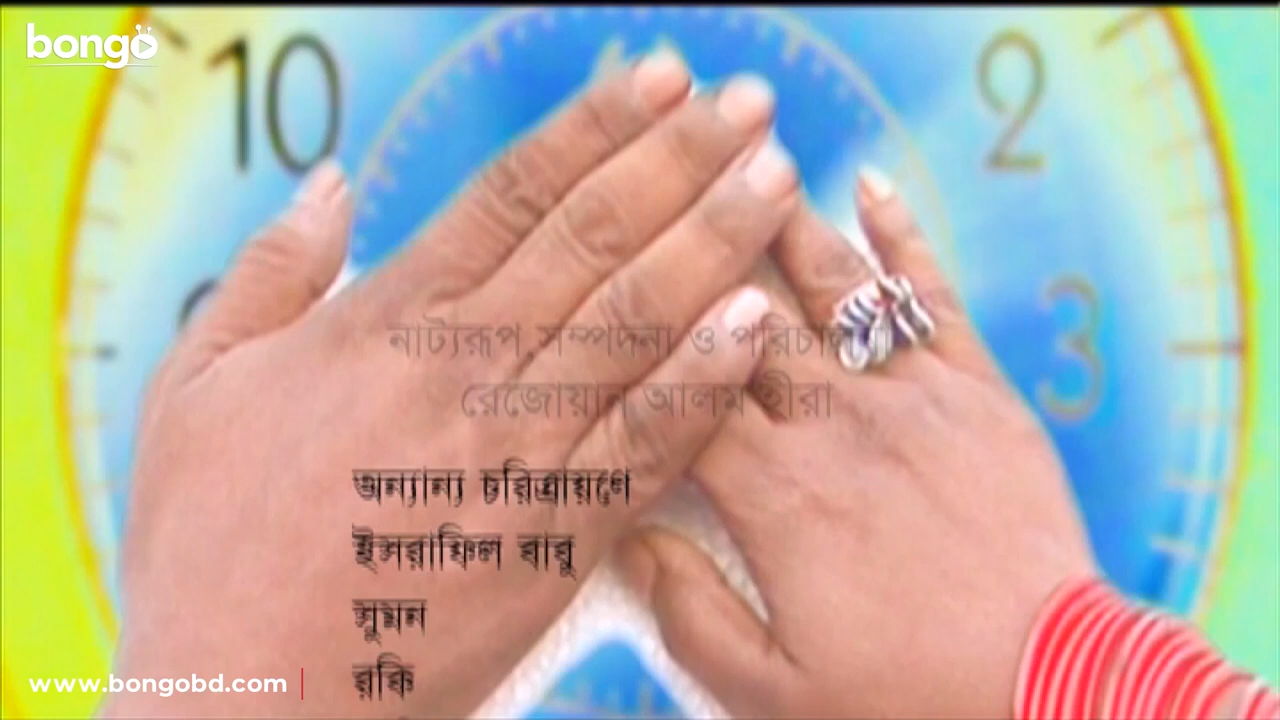 bongo
10
2
3
নাট্যরূপ,সম্পাদনা ও পরিচালনা
রেজোয়ান আলম হীরা
অন্যান্য চরিত্রায়ণে
ইসরাফিল বাবু
সুমন
রকি
www.bongobd.com